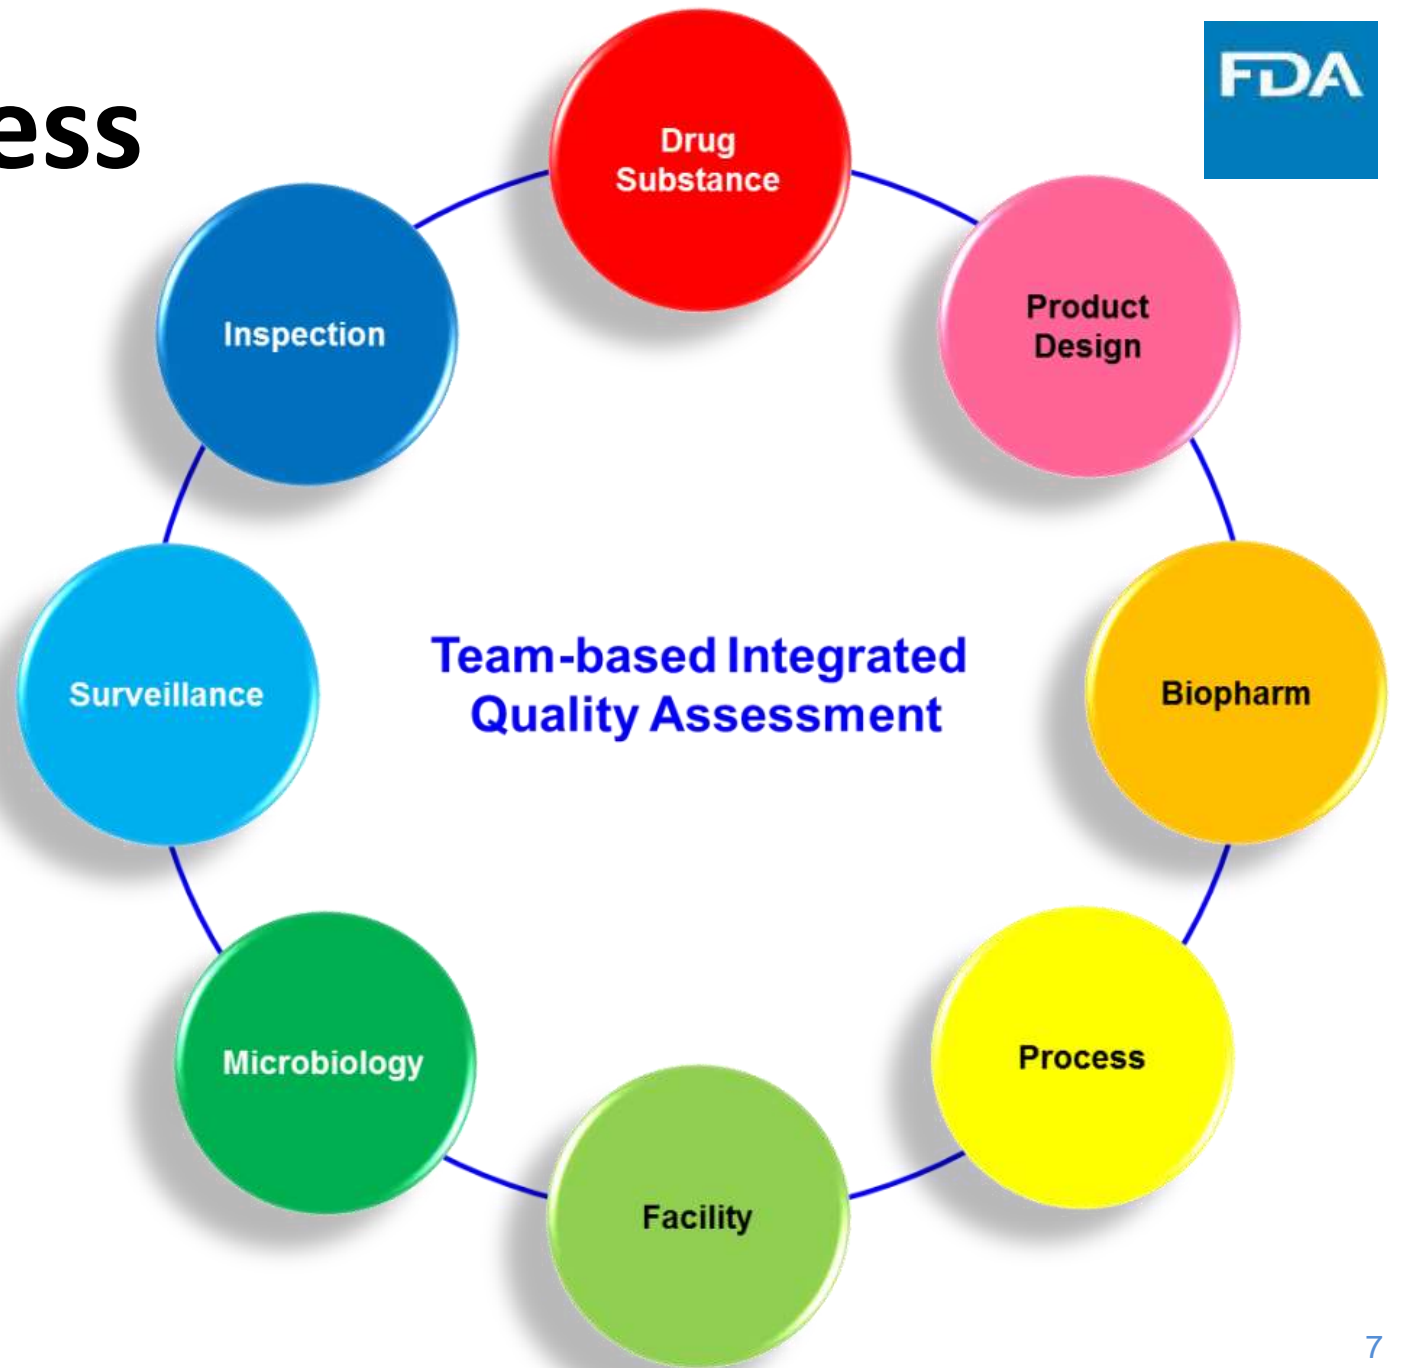 ess
FDA
Drug
Substance
Product
Design
Biopharm
Process
Facility
Microbiology
Surveillance
Inspection
Team-based Integrated
Quality Assessment
7